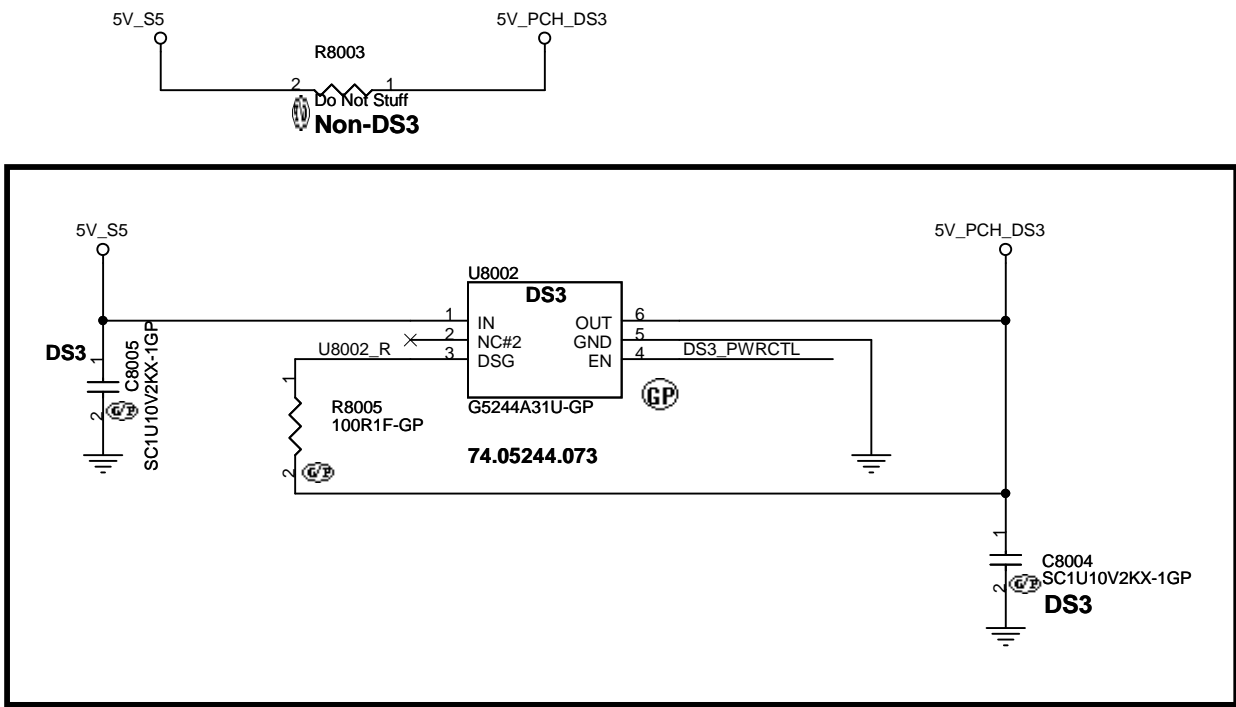 5V_S5
5V_PCH_DS3
R8003
2
1
Do Not Stuff
Non-DS3
5V_S5
5V_PCH_DS3
U8002
DS3
1
IN
OUT
6
2
NC#2
GND
5
U8002_R
3
DSG
EN
4
DS3_PWRCTL
DS3
1
C8005
SC1U10V2KX-1GP
2
G/P
1
R8005
100R1F-GP
G5244A31U-GP
GP
74.05244.073
2
G/P
1
C8004
SC1U10V2KX-1GP
2
G/P
DS3